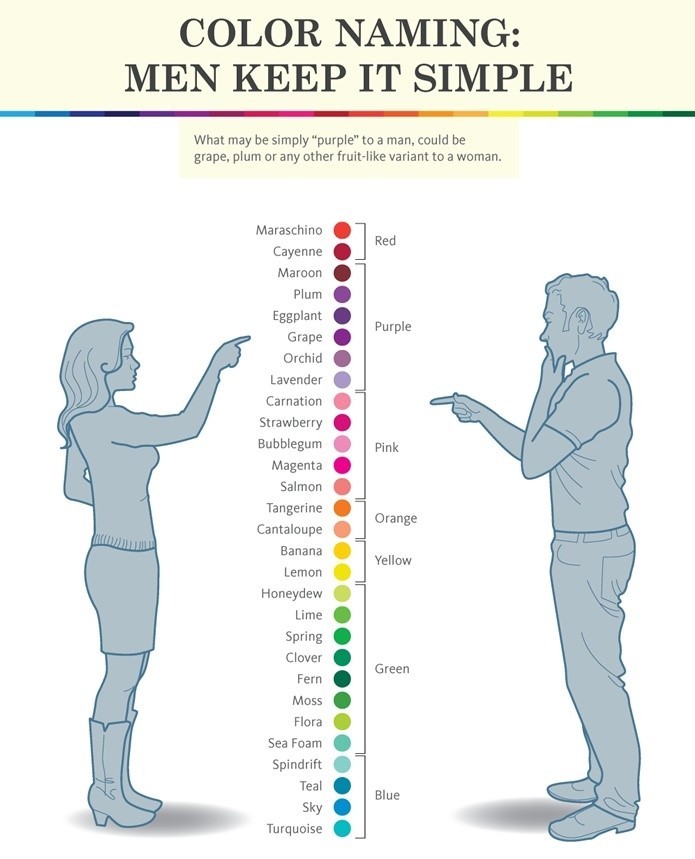 COLOR NAMING:
MEN KEEP IT SIMPLE
What may be simply “purple” to a man, could be
grape, plum or any other fruit-like variant to a woman.
Maraschino
Cayenne
Red
Maroon
Plum
Eggplant
Grape
Orchid
Lavender
Purple
Carnation
Strawberry
Bubblegum
Magenta
Salmon
Pink
Tangerine
Cantaloupe
Orange
Banana
Lemon
Yellow
Honeydew
Lime
Spring
Clover
Fern
Moss
Flora
Sea Foam
Green
Spindrift
Teal
Sky
Turquoise
Blue